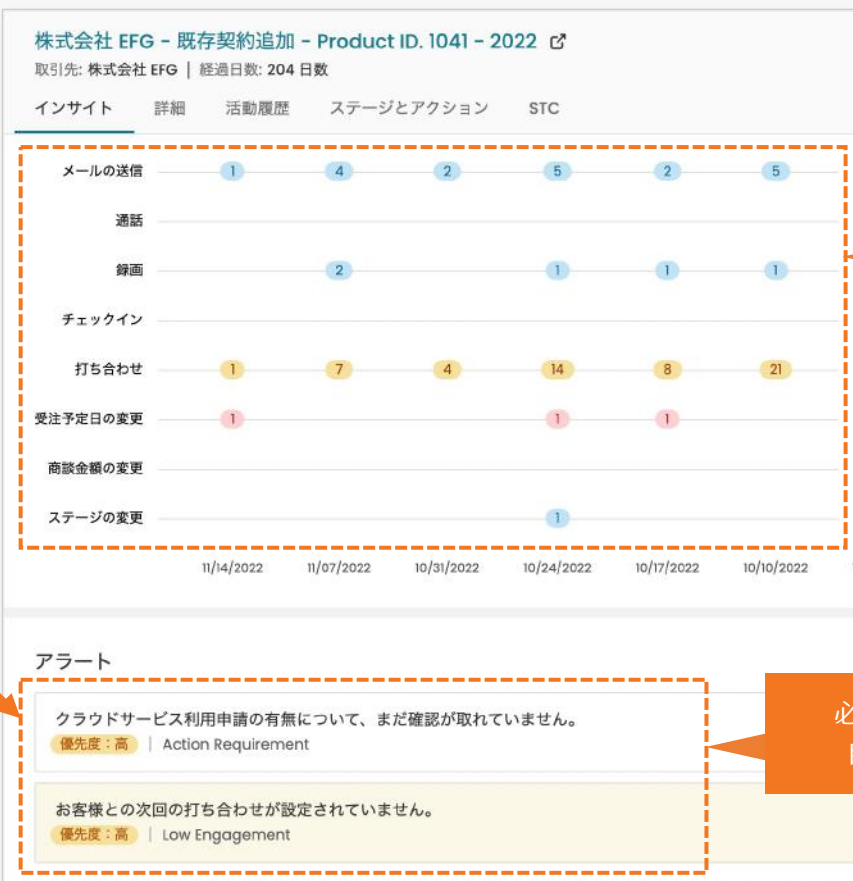 株式会社 EFG - 既存契約追加 - Product ID. 1041 - 2022
取引先: 株式会社 EFG | 経過日数: 204 日数
インサイト 詳細 活動履歴 ステージとアクション STC
メールの送信 1 4 2 5 2 5
通話
録画 2 1 1 1
チェックイン
打ち合わせ 1 7 4 14 8 21
受注予定日の変更 1 1 1
商談金額の変更
ステージの変更 1
11/14/2022 11/07/2022 10/31/2022 10/24/2022 10/17/2022 10/10/2022
アラート
クラウドサービス利用申請の有無について、まだ確認が取れていません。
優先度：高 | Action Requirement
必
お客様との次回の打ち合わせが設定されていません。
優先度：高 | Low Engagement